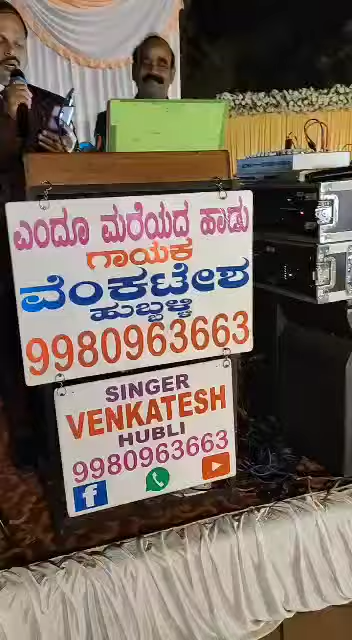 ಎಂದೂ ಮರೆಯದ ಹಾಡು
ಗಾಯಕ
ವೆಂಕಟೇಶ
ಹುಬ್ಬಳ್ಳಿ
9980963663
SINGER
VENKATESH
HUBLI
9980963663